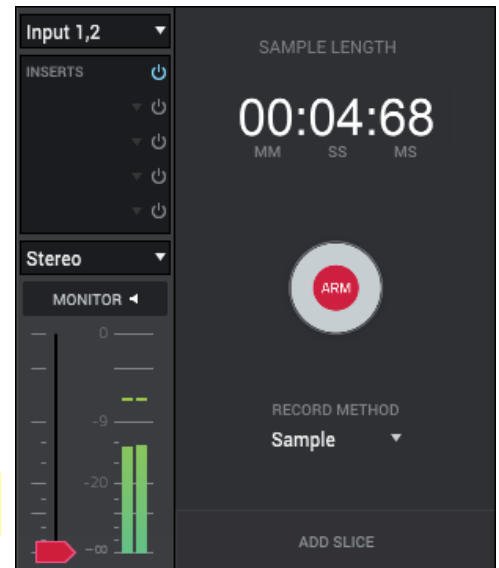 Input 1,2
INSERTS
Stereo
MONITOR
0
-9
-20
-∞
SAMPLE LENGTH
00:04:68
MM SS MS
ARM
RECORD METHOD
Sample
ADD SLICE